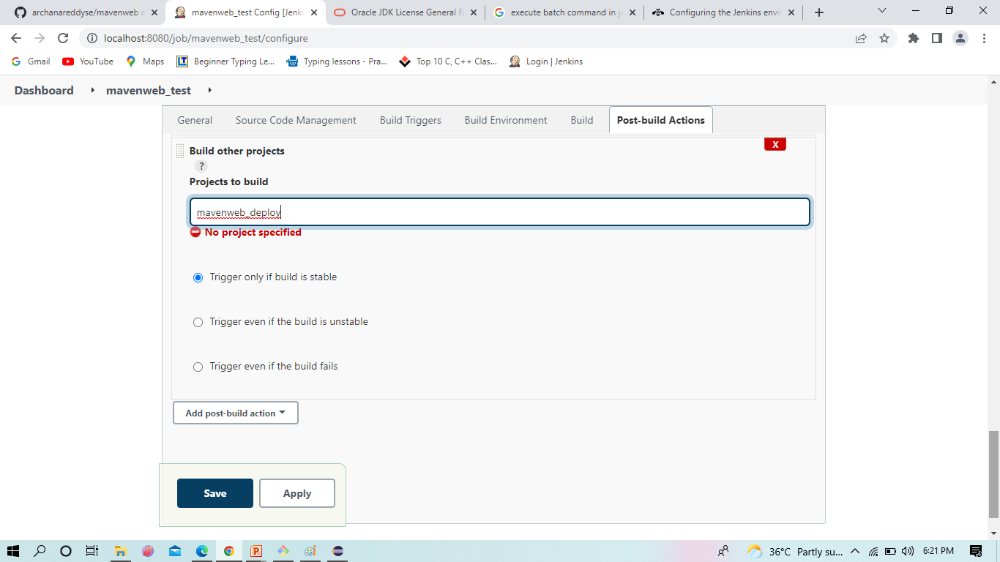 archanareddyse/mavenweb a
mavenweb_test Config [Jenk
Oracle JDK License General F
execute batch command in je
Configuring the Jenkins envir
localhost:8080/job/mavenweb_test/configure
Gmail
YouTube
Maps
Beginner Typing Le...
Typing lessons - Pra...
Top 10 C, C++ Clas...
Login | Jenkins
Dashboard
mavenweb_test
General
Source Code Management
Build Triggers
Build Environment
Build
Post-build Actions
Build other projects
X
?
Projects to build
mavenweb_deploy
No project specified
Trigger only if build is stable
Trigger even if the build is unstable
Trigger even if the build fails
Add post-build action
Save
Apply
36°C Partly su...
6:21 PM